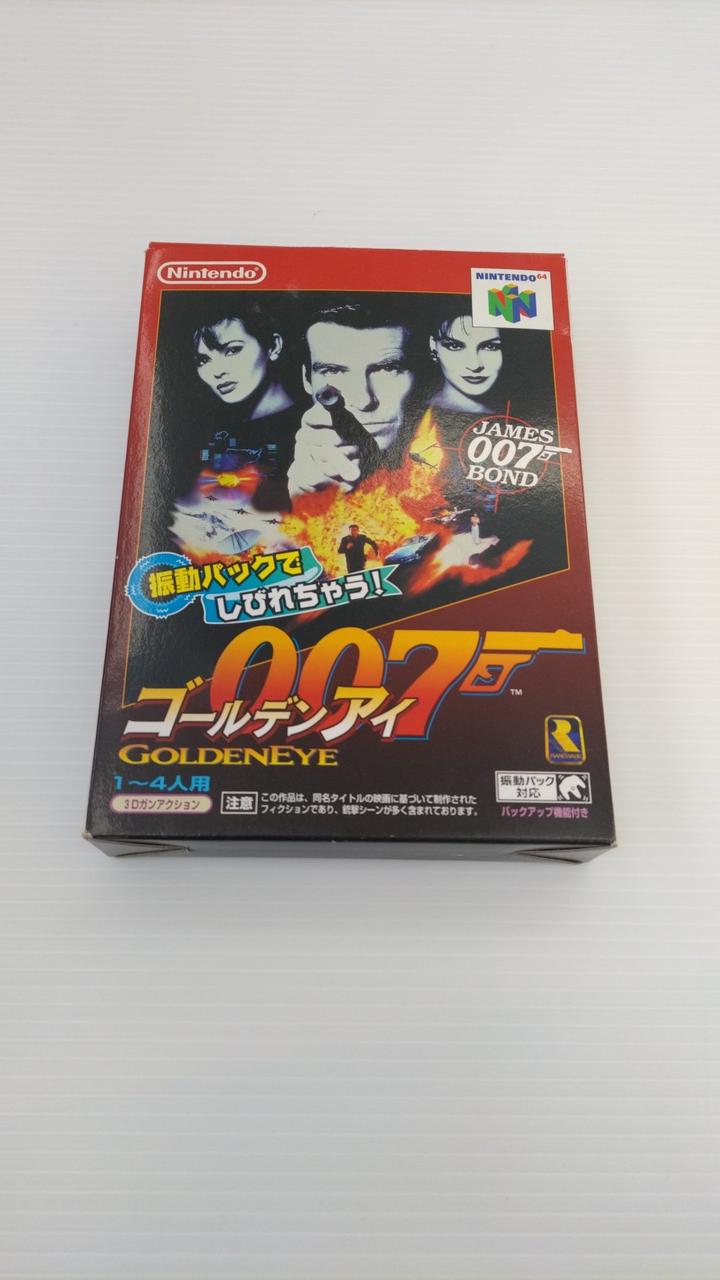 Nintendo
NINTENDO 64
JAMES
007
BOND
振動パックで
しびれちゃう!
007
TM
ゴールデンアイ
GOLDENEYE
RAREWARE
1〜4人用
3Dガンアクション
注意
この作品は、同名タイトルの映画に基づいて制作された
フィクションであり、銃撃シーンが多く含まれております。
振動パック
対応
バックアップ機能付き